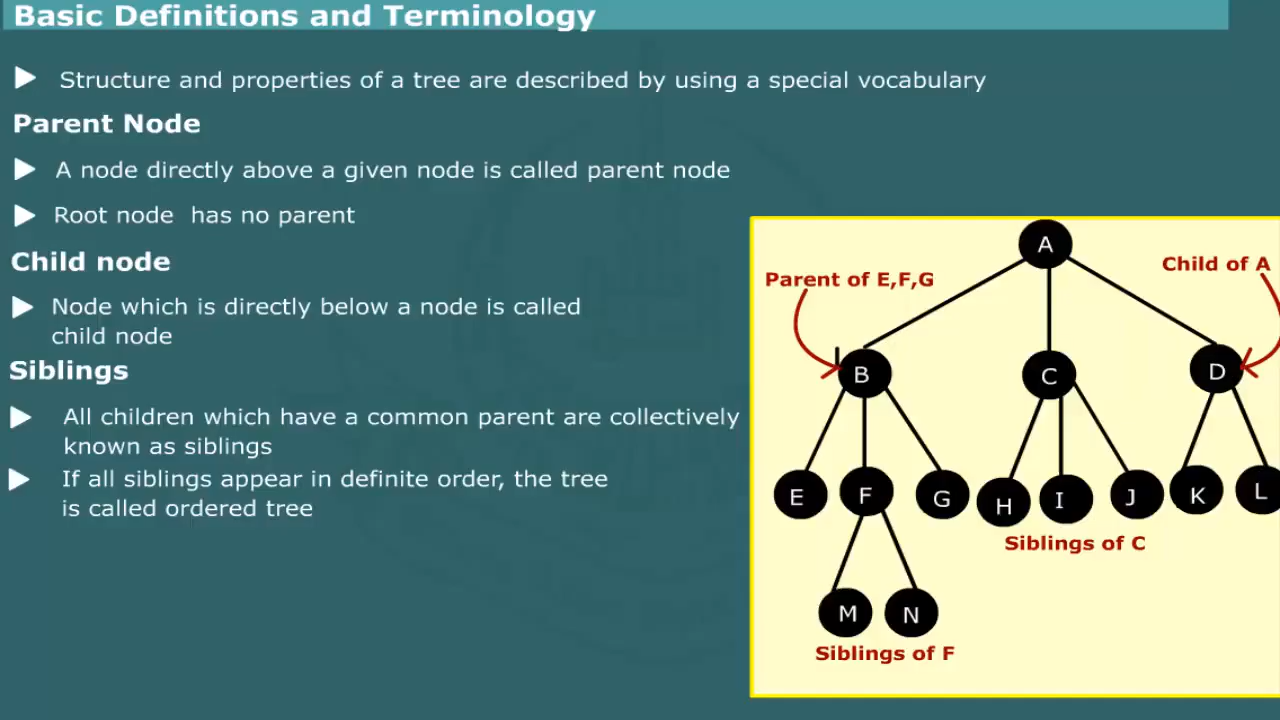 Basic Definitions and Terminology
Structure and properties of a tree are described by using a special vocabulary
Parent Node
A node directly above a given node is called parent node
Root node has no parent
Child node
Node which is directly below a node is called
child node
Siblings
All children which have a common parent are collectively
known as siblings
If all siblings appear in definite order, the tree
is called ordered tree
A
Parent of E,F,G
Child of A
B
C
D
E
F
G
H
I
J
K
L
Siblings of C
M
N
Siblings of F